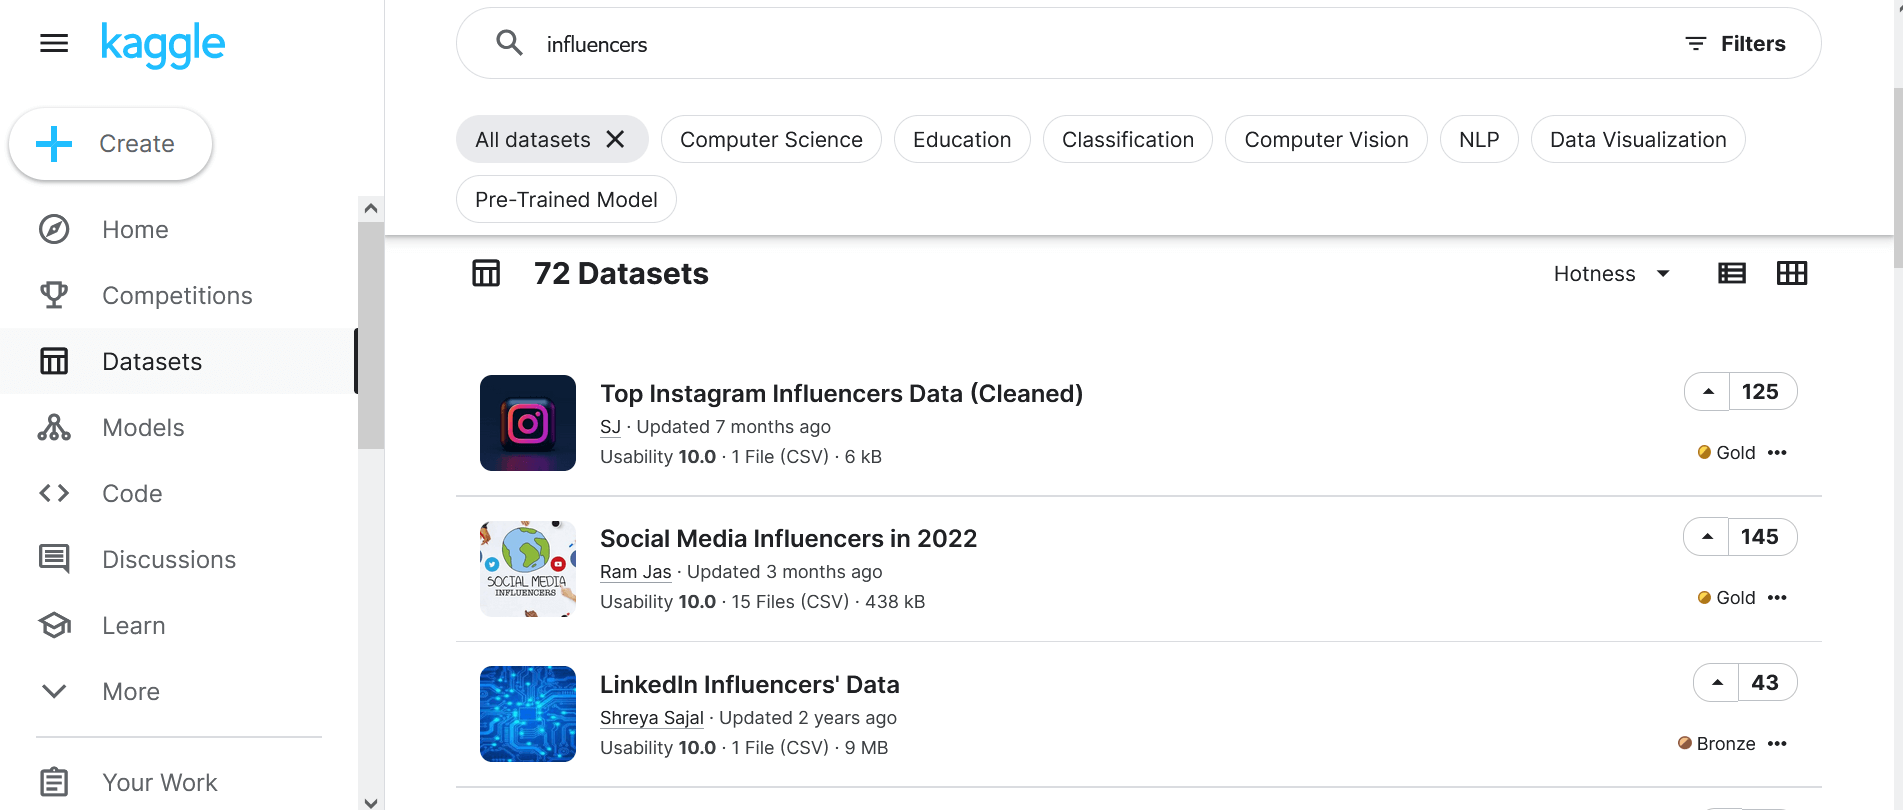 kaggle
Create
Home
Competitions
Datasets
Models
Code
Discussions
Learn
More
Your Work
influencers
Filters
All datasets
Computer Science
Education
Classification
Computer Vision
NLP
Data Visualization
Pre-Trained Model
72 Datasets
Hotness
Top Instagram Influencers Data (Cleaned)
SJ · Updated 7 months ago
Usability 10.0 · 1 File (CSV) · 6 kB
125
Gold
SOCIAL MEDIA
INFLUENCERS
Social Media Influencers in 2022
Ram Jas · Updated 3 months ago
Usability 10.0 · 15 Files (CSV) · 438 kB
145
Gold
LinkedIn Influencers' Data
Shreya Sajal · Updated 2 years ago
Usability 10.0 · 1 File (CSV) · 9 MB
43
Bronze